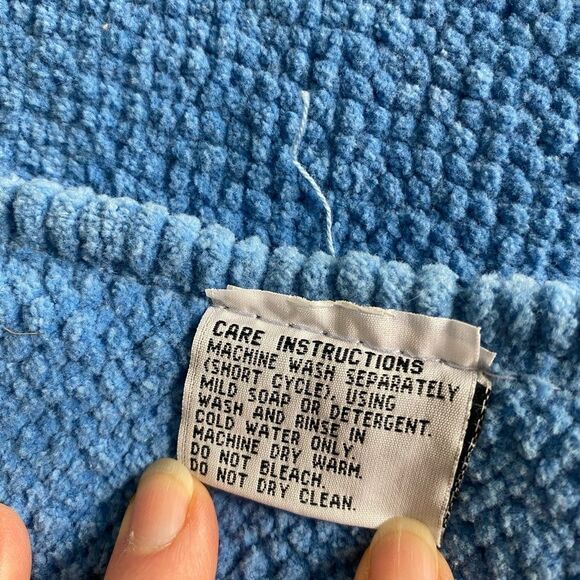 CARE INSTRUCTIONS
MACHINE WASH SEPARATELY
(SHORT CYCLE), USING
MILD SOAP OR DETERGENT.
WASH AND RINSE IN
COLD WATER ONLY.
MACHINE DRY WARM.
DO NOT BLEACH.
DO NOT DRY CLEAN.